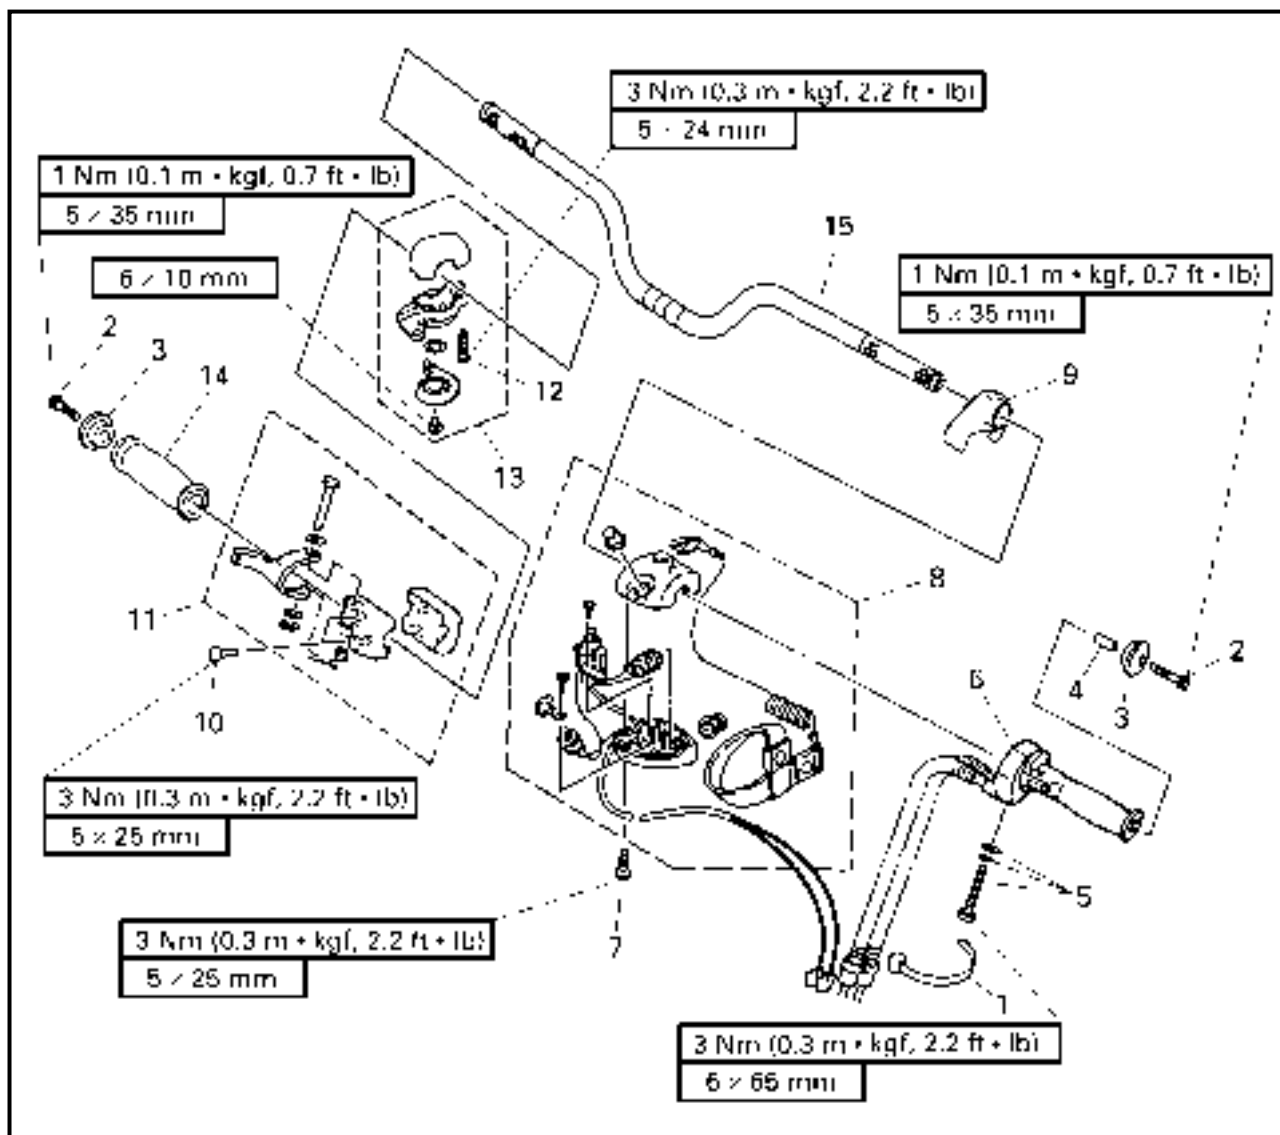 3 Nm (0.3 m • kgf, 2.2 ft • lb)
5 × 24 mm
1 Nm (0.1 m • kgf, 0.7 ft • lb)
5 × 35 mm
15
1 Nm (0.1 m • kgf, 0.7 ft • lb)
5 × 35 mm
6 × 10 mm
2
3
14
12
9
13
8
11
10
6
4
3
2
3 Nm (0.3 m • kgf, 2.2 ft • lb)
5 × 25 mm
5
7
3 Nm (0.3 m • kgf, 2.2 ft • lb)
5 × 25 mm
1
3 Nm (0.3 m • kgf, 2.2 ft • lb)
6 × 65 mm